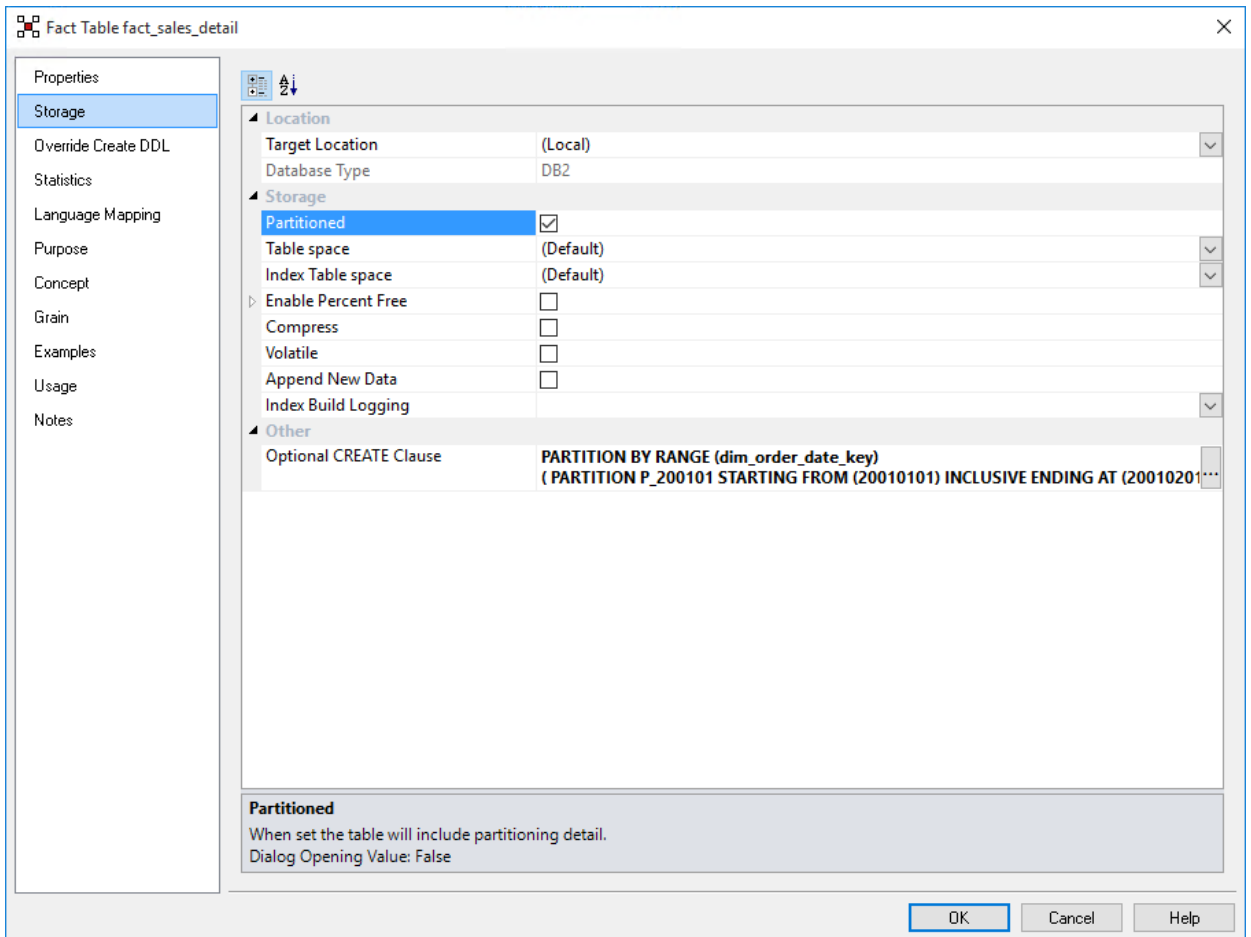 Fact Table fact_sales_detail
Properties
Storage
Override Create DDL
Statistics
Language Mapping
Purpose
Concept
Grain
Examples
Usage
Notes
Location
Target Location (Local)
Database Type DB2
Storage
Partitioned
Table space (Default)
Index Table space (Default)
Enable Percent Free
Compress
Volatile
Append New Data
Index Build Logging
Other
Optional CREATE Clause PARTITION BY RANGE (dim_order_date_key)
( PARTITION P_200101 STARTING FROM (20010101) INCLUSIVE ENDING AT (20010201 ...
Partitioned
When set the table will include partitioning detail.
Dialog Opening Value: False
OK Cancel Help